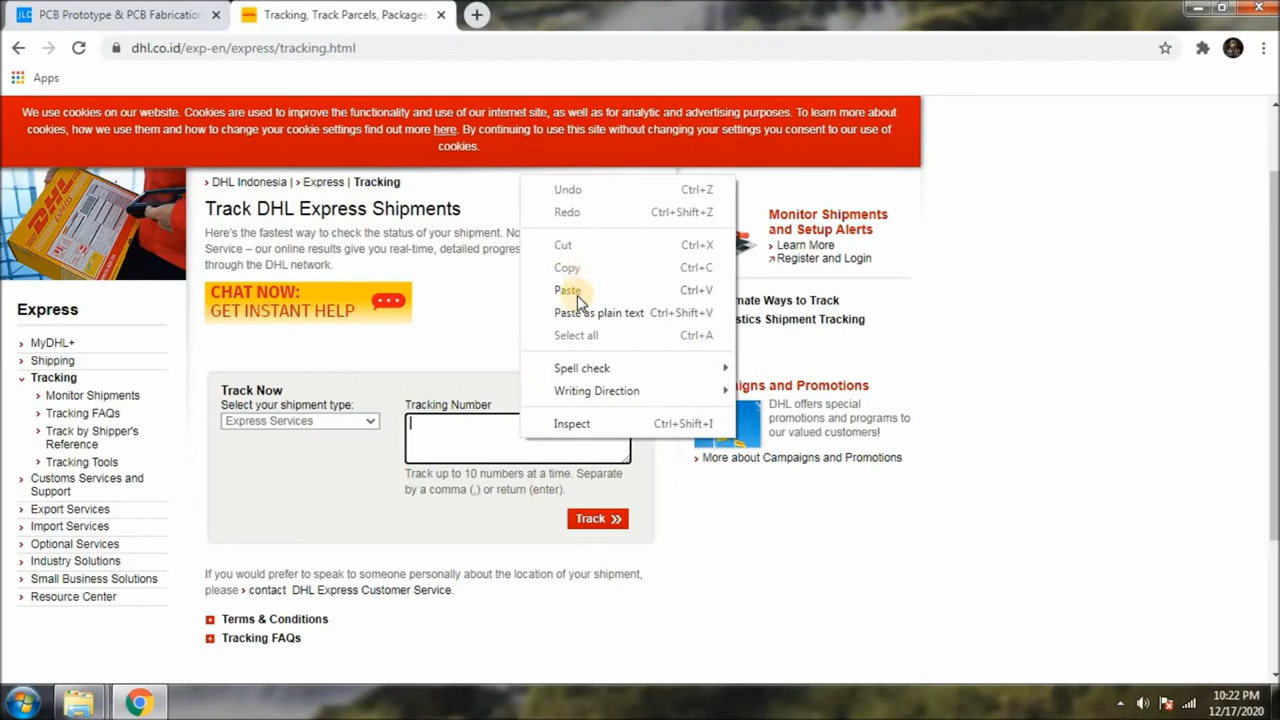 JLC PCB Prototype & PCB Fabrication
Tracking, Track Parcels, Packages
dhl.co.id/exp-en/express/tracking.html
Apps
We use cookies on our website. Cookies are used to improve the functionality and use of our internet site, as well as for analytic and advertising purposes. To learn more about
cookies, how we use them and how to change your cookie settings find out more here. By continuing to use this site without changing your settings you consent to our use of
cookies.
DHL
DHL Indonesia | Express | Tracking
Track DHL Express Shipments
Here's the fastest way to check the status of your shipment. No
Service – our online results give you real-time, detailed progres
through the DHL network.
CHAT NOW:
GET INSTANT HELP
Express
MyDHL+
Shipping
Tracking
Monitor Shipments
Tracking FAQs
Track by Shipper's
Reference
Tracking Tools
Customs Services and
Support
Export Services
Import Services
Optional Services
Industry Solutions
Small Business Solutions
Resource Center
Track Now
Select your shipment type:
Express Services
Tracking Number
Track up to 10 numbers at a time. Separate
by a comma (,) or return (enter).
Track
If you would prefer to speak to someone personally about the location of your shipment,
please contact DHL Express Customer Service.
Terms & Conditions
Tracking FAQs
Undo Ctrl+Z
Redo Ctrl+Shift+Z
Cut Ctrl+X
Copy Ctrl+C
Paste Ctrl+V
Paste as plain text Ctrl+Shift+V
Select all Ctrl+A
Spell check
Writing Direction
Inspect Ctrl+Shift+I
Monitor Shipments
and Setup Alerts
Learn More
Register and Login
rnate Ways to Track
stics Shipment Tracking
aigns and Promotions
DHL offers special
promotions and programs to
our valued customers!
More about Campaigns and Promotions
10:22 PM
12/17/2020